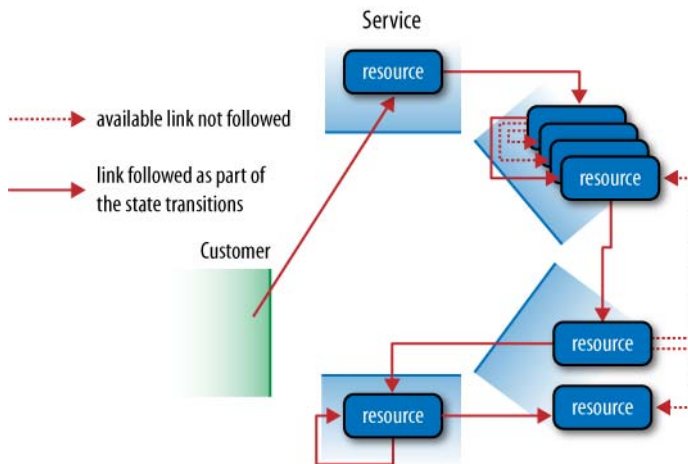 Service
resource
available link not followed
link followed as part of
the state transitions
resource
Customer
resource
resource
resource